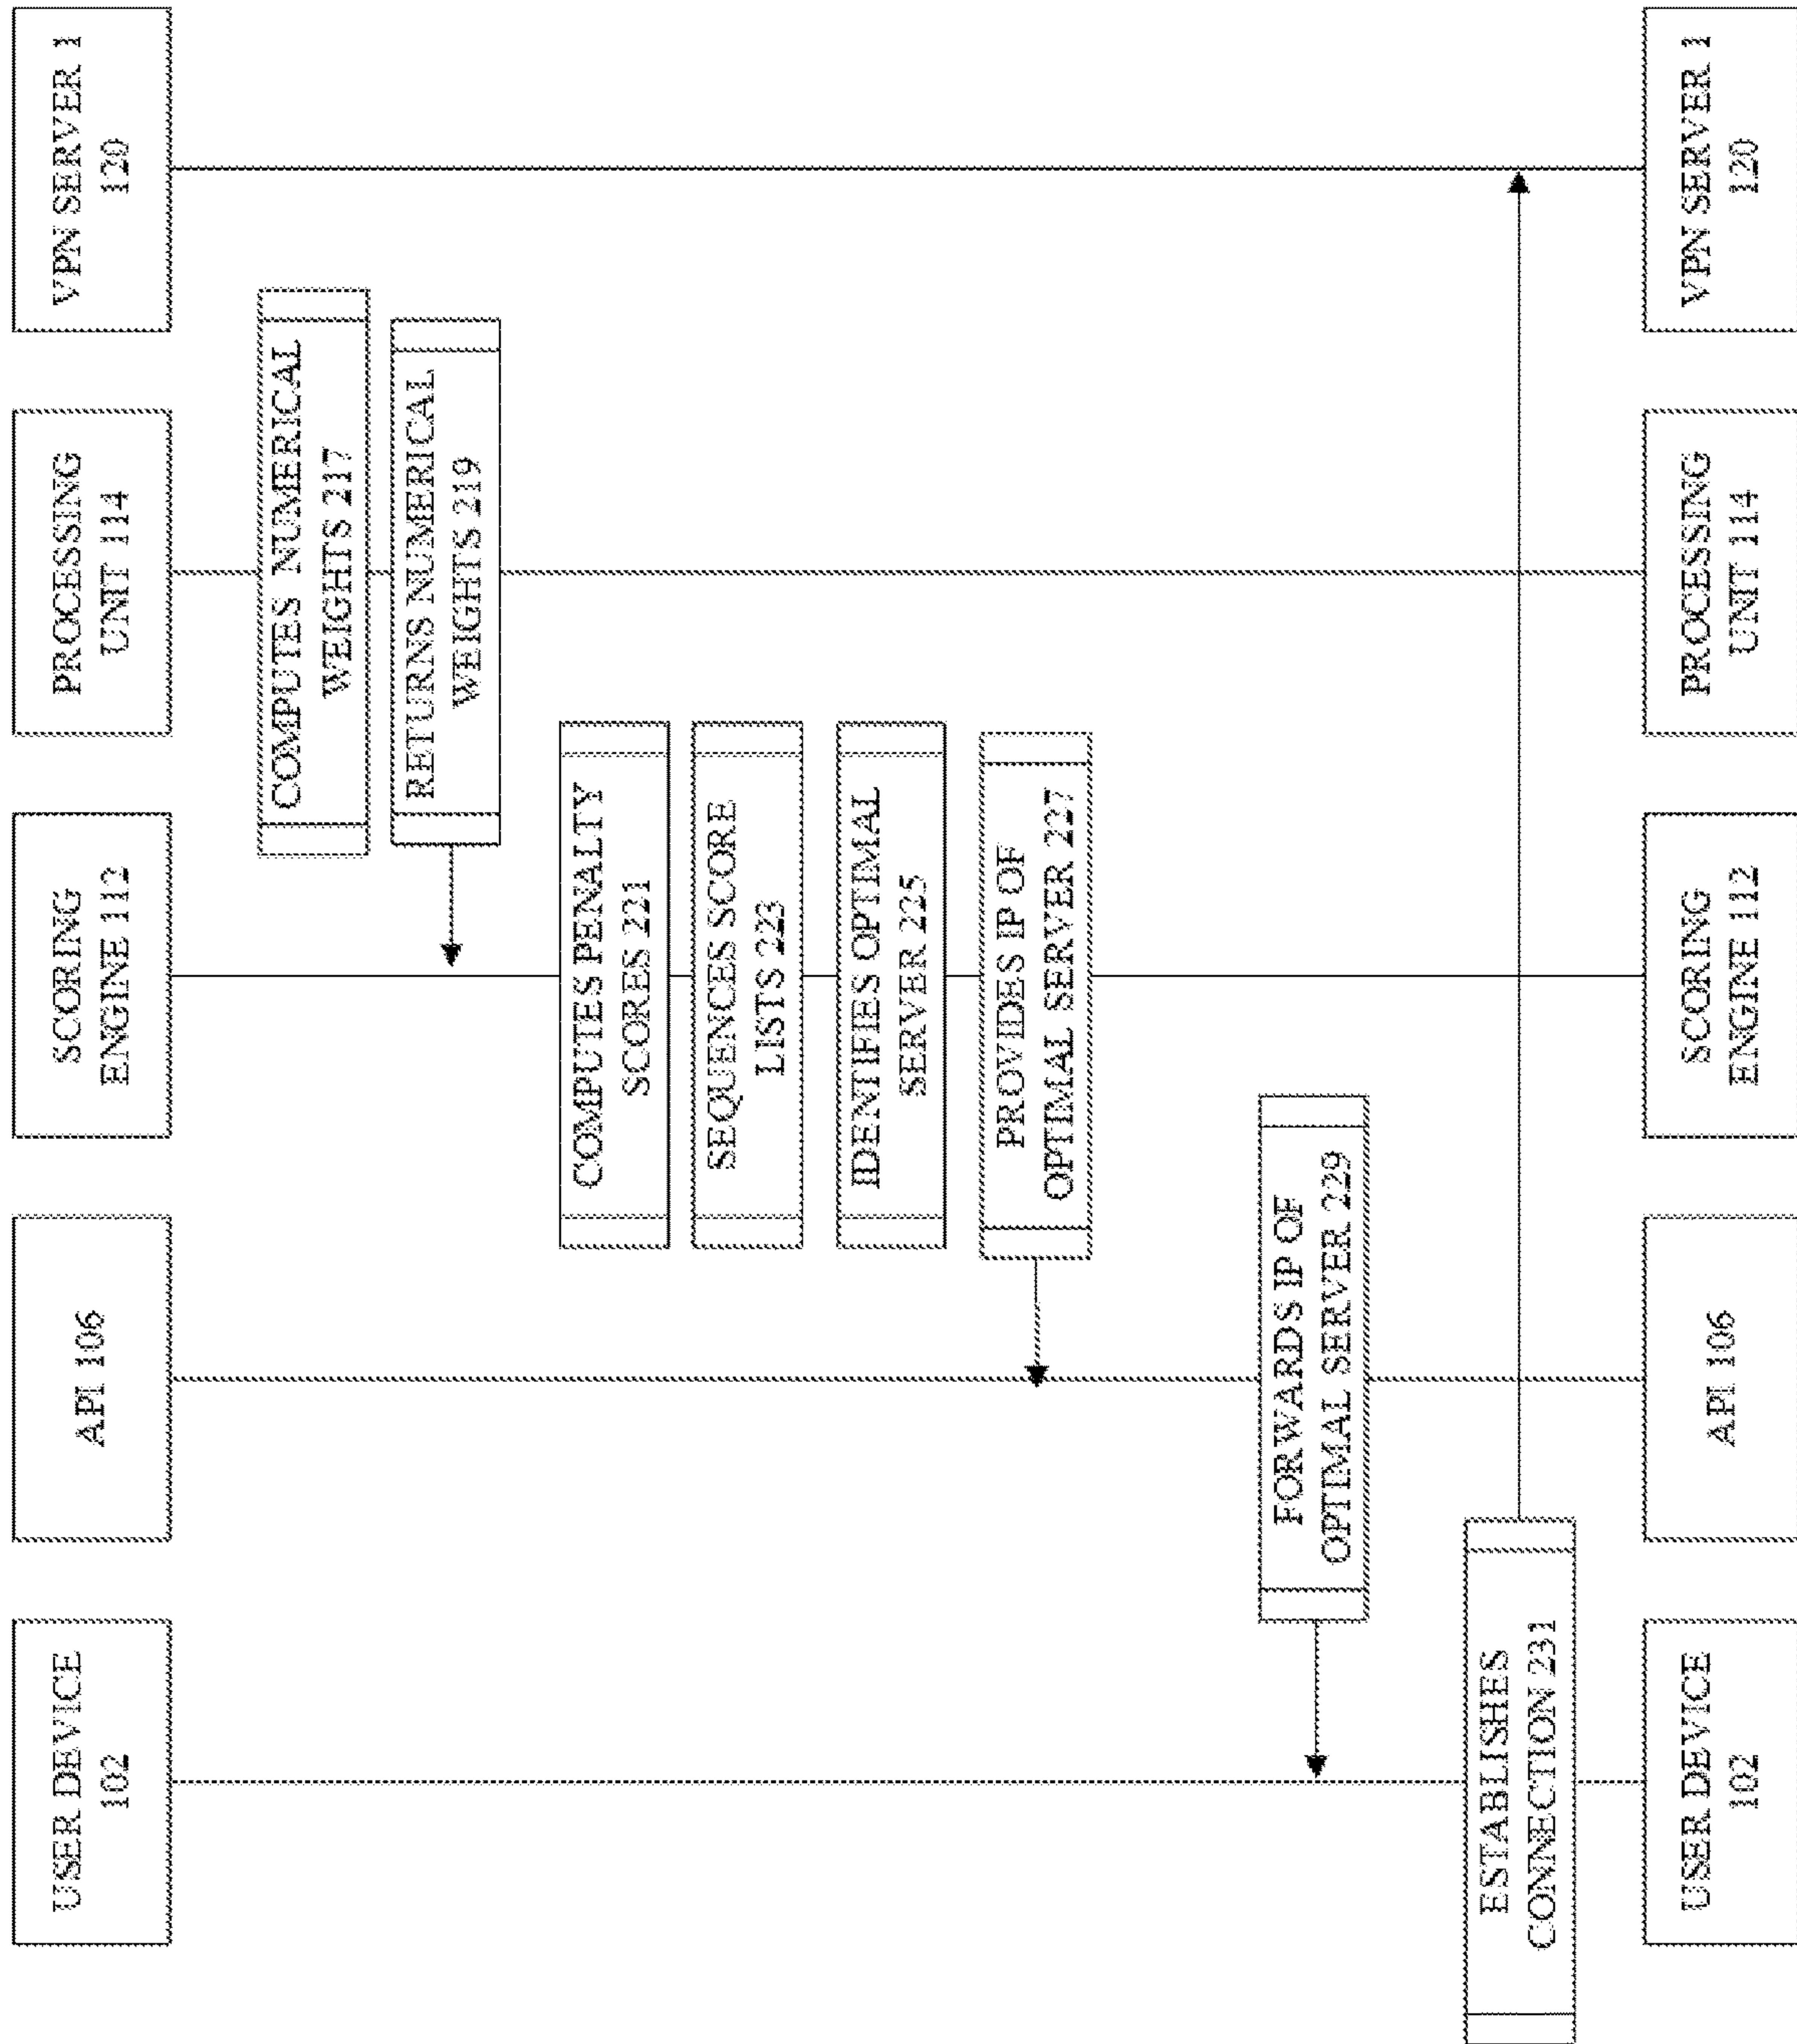 USER DEVICE
102
API 106
SCORING
ENGINE 112
PROCESSING
UNIT 114
VPN SERVER 1
120
COMPUTES NUMERICAL
WEIGHTS 217
RETURNS NUMERICAL
WEIGHTS 219
COMPUTES PENALTY
SCORES 221
SEQUENCES SCORE
LISTS 223
IDENTIFIES OPTIMAL
SERVER 225
PROVIDES IP OF
OPTIMAL SERVER 227
FORWARDS IP OF
OPTIMAL SERVER 229
ESTABLISHES
CONNECTION 231
USER DEVICE
102
API 106
SCORING
ENGINE 112
PROCESSING
UNIT 114
VPN SERVER 1
120